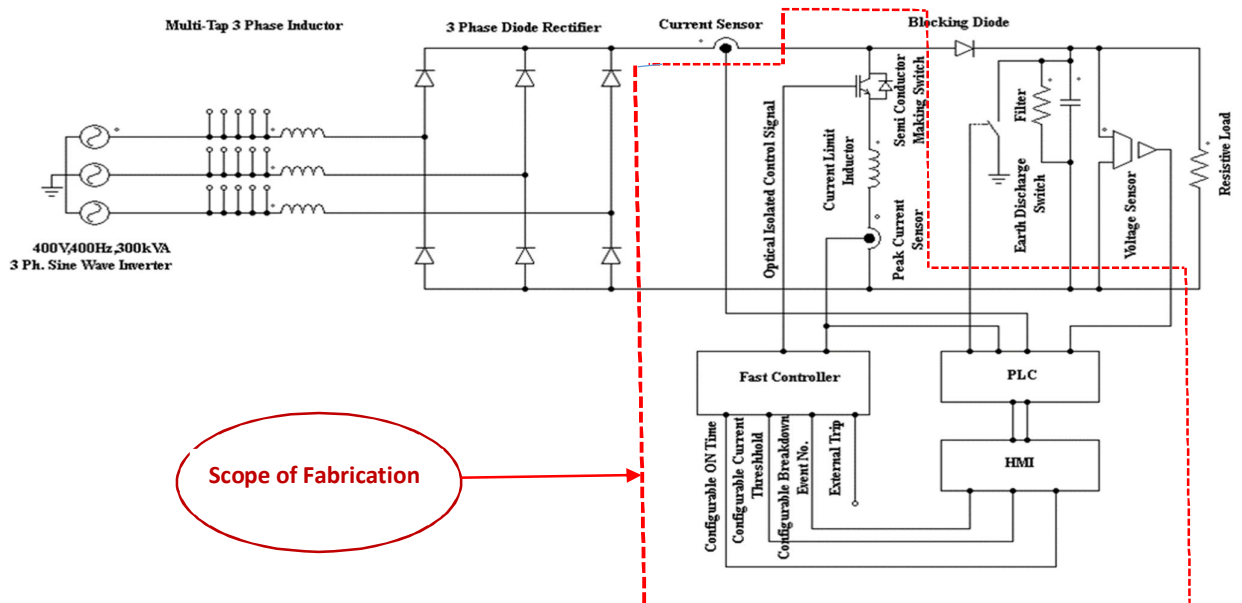 Multi-Tap 3 Phase Inductor
3 Phase Diode Rectifier
Current Sensor
Blocking Diode
400V,400Hz,300kVA
3 Ph. Sine Wave Inverter
Optical Isolated Control Signal
Current Limit
Inductor
Semi Conductor
Making Switch
Peak Current
Sensor
Filter
Earth Discharge
Switch
Voltage Sensor
Resistive Load
Fast Controller
PLC
HMI
Configurable ON Time
Configurable Current
Threshhold
Configurable Breakdown
Event No.
External Trip
Scope of Fabrication